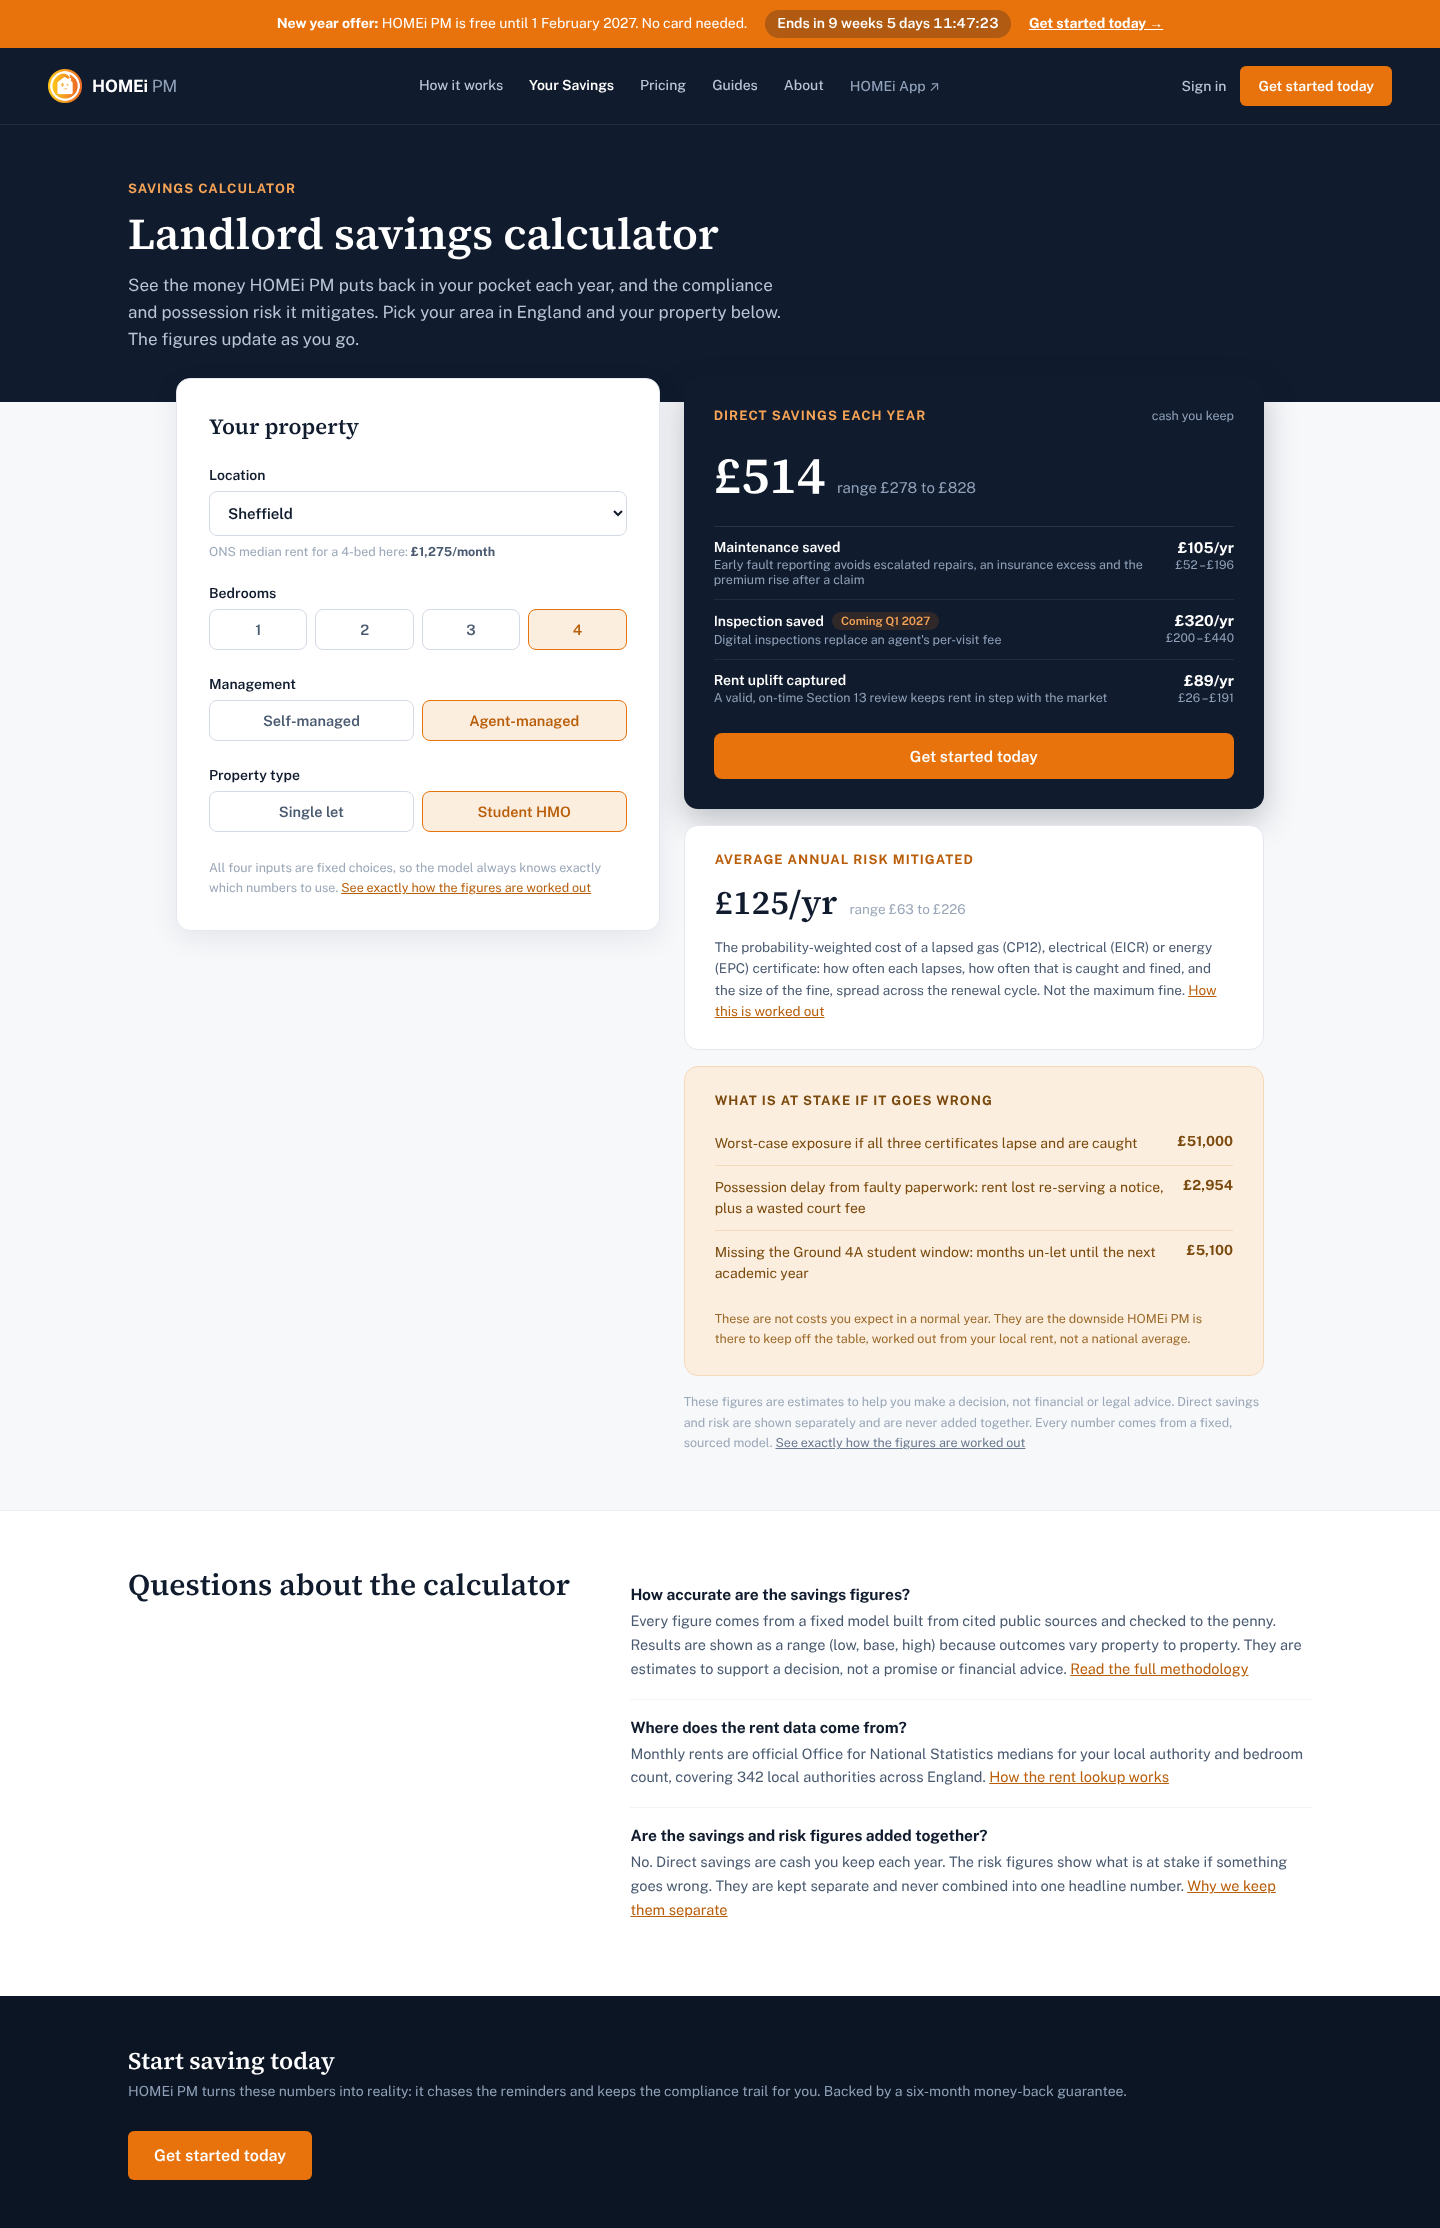 New year offer: HOMEi PM is free until 1 February 2027. No card needed. Ends in 9 weeks 5 days 11:47:23 Get started today →
HOMEi PM How it works Your Savings Pricing Guides About HOMEi App ↗ Sign in Get started today
SAVINGS CALCULATOR
Landlord savings calculator
See the money HOMEi PM puts back in your pocket each year, and the compliance
and possession risk it mitigates. Pick your area in England and your property below.
The figures update as you go.
Your property
Location
Sheffield
ONS median rent for a 4-bed here: £1,275/month
Bedrooms
1 2 3 4
Management
Self-managed Agent-managed
Property type
Single let Student HMO
All four inputs are fixed choices, so the model always knows exactly
which numbers to use. See exactly how the figures are worked out
DIRECT SAVINGS EACH YEAR cash you keep
£514 range £278 to £828
Maintenance saved £105/yr
Early fault reporting avoids escalated repairs, an insurance excess and the £52–£196
premium rise after a claim
Inspection saved Coming Q1 2027 £320/yr
Digital inspections replace an agent's per-visit fee £200–£440
Rent uplift captured £89/yr
A valid, on-time Section 13 review keeps rent in step with the market £26–£191
Get started today
AVERAGE ANNUAL RISK MITIGATED
£125/yr range £63 to £226
The probability-weighted cost of a lapsed gas (CP12), electrical (EICR) or energy
(EPC) certificate: how often each lapses, how often that is caught and fined, and
the size of the fine, spread across the renewal cycle. Not the maximum fine. How
this is worked out
WHAT IS AT STAKE IF IT GOES WRONG
Worst-case exposure if all three certificates lapse and are caught £51,000
Possession delay from faulty paperwork: rent lost re-serving a notice, £2,954
plus a wasted court fee
Missing the Ground 4A student window: months un-let until the next £5,100
academic year
These are not costs you expect in a normal year. They are the downside HOMEi PM is
there to keep off the table, worked out from your local rent, not a national average.
These figures are estimates to help you make a decision, not financial or legal advice. Direct savings
and risk are shown separately and are never added together. Every number comes from a fixed,
sourced model. See exactly how the figures are worked out
Questions about the calculator
How accurate are the savings figures?
Every figure comes from a fixed model built from cited public sources and checked to the penny.
Results are shown as a range (low, base, high) because outcomes vary property to property. They are
estimates to support a decision, not a promise or financial advice. Read the full methodology
Where does the rent data come from?
Monthly rents are official Office for National Statistics medians for your local authority and bedroom
count, covering 342 local authorities across England. How the rent lookup works
Are the savings and risk figures added together?
No. Direct savings are cash you keep each year. The risk figures show what is at stake if something
goes wrong. They are kept separate and never combined into one headline number. Why we keep
them separate
Start saving today
HOMEi PM turns these numbers into reality: it chases the reminders and keeps the compliance trail for you. Backed by a six-month money-back guarantee.
Get started today